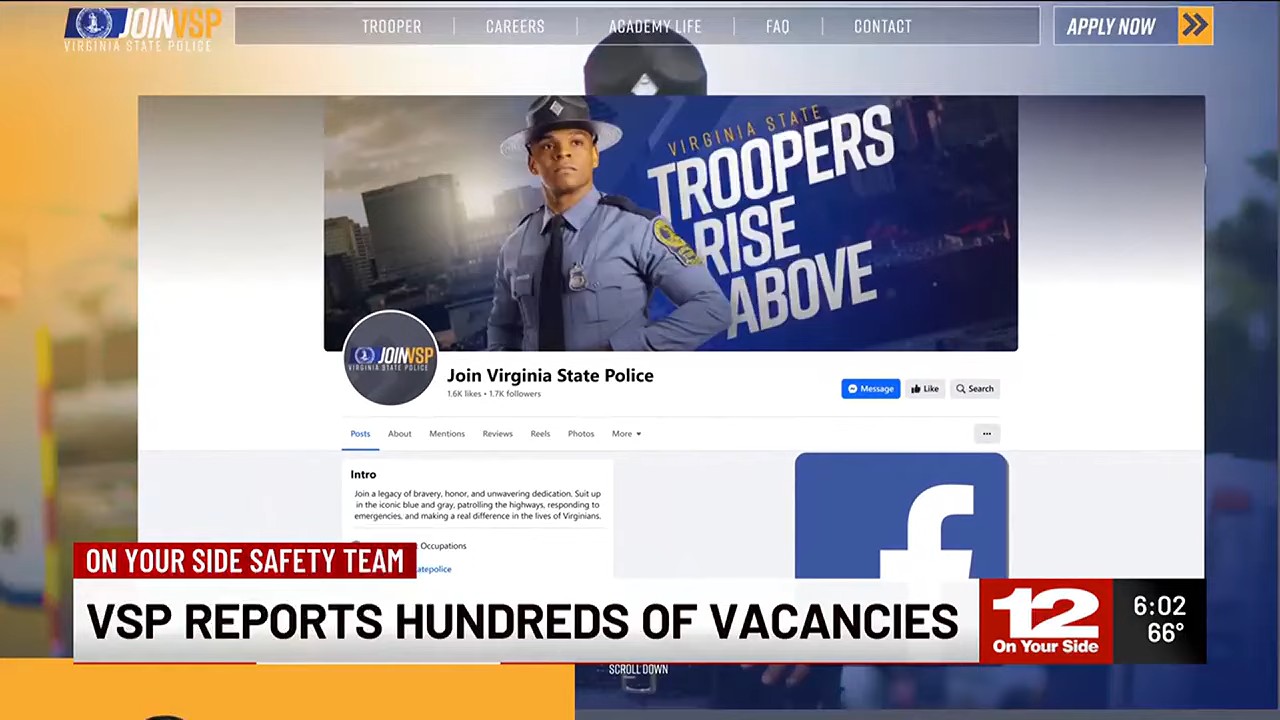 JOINVSP
VIRGINIA STATE POLICE
TROOPER
CAREERS
ACADEMY LIFE
FAQ
CONTACT
APPLY NOW
VIRGINIA STATE
TROOPERS
RISE
ABOVE
JOINVSP
VIRGINIA STATE POLICE
Join Virginia State Police
1.6K likes • 1.7K followers
Message
Like
Search
Posts
About
Mentions
Reviews
Reels
Photos
More
Intro
Join a legacy of bravery, honor, and unwavering dedication. Suit up
in the iconic blue and gray, patrolling the highways, responding to
emergencies, and making a real difference in the lives of Virginians.
Occupations
atepolice
f
ON YOUR SIDE SAFETY TEAM
VSP REPORTS HUNDREDS OF VACANCIES
12
On Your Side
6:02
66°
SCROLL DOWN